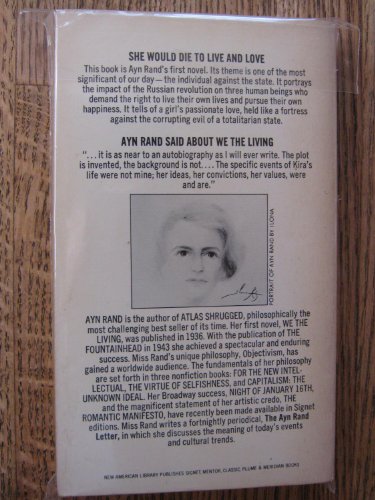 SHE WOULD DIE TO LIVE AND LOVE
This book is Ayn Rand's first novel. Its theme is one of the most
significant of our day—the individual against the state. It portrays
the impact of the Russian revolution on three human beings who
demand the right to live their own lives and pursue their own
happiness. It tells of a girl's passionate love, held like a fortress
against the corrupting evil of a totalitarian state.
AYN RAND SAID ABOUT WE THE LIVING
“...it is as near to an autobiography as I will ever write. The plot
is invented, the background is not....The specific events of Kira's
life were not mine; her ideas, her convictions, her values, were
and are.”
PORTRAIT OF AYN RAND BY ILONA
AYN RAND is the author of ATLAS SHRUGGED, philosophically the
most challenging best seller of its time. Her first novel, WE THE
LIVING, was published in 1936. With the publication of THE
FOUNTAINHEAD in 1943 she achieved a spectacular and enduring
success. Miss Rand's unique philosophy, Objectivism, has
gained a worldwide audience. The fundamentals of her philosophy
are set forth in three nonfiction books: FOR THE NEW INTEL-
LECTUAL, THE VIRTUE OF SELFISHNESS, and CAPITALISM: THE
UNKNOWN IDEAL. Her Broadway success, NIGHT OF JANUARY 16TH,
and the magnificent statement of her artistic credo, THE
ROMANTIC MANIFESTO, have recently been made available in Signet
editions. Miss Rand writes a fortnightly periodical, The Ayn Rand
Letter, in which she discusses the meaning of today's events
and cultural trends.
NEW AMERICAN LIBRARY PUBLISHES SIGNET, MENTOR, CLASSIC, PLUME & MERIDIAN BOOKS